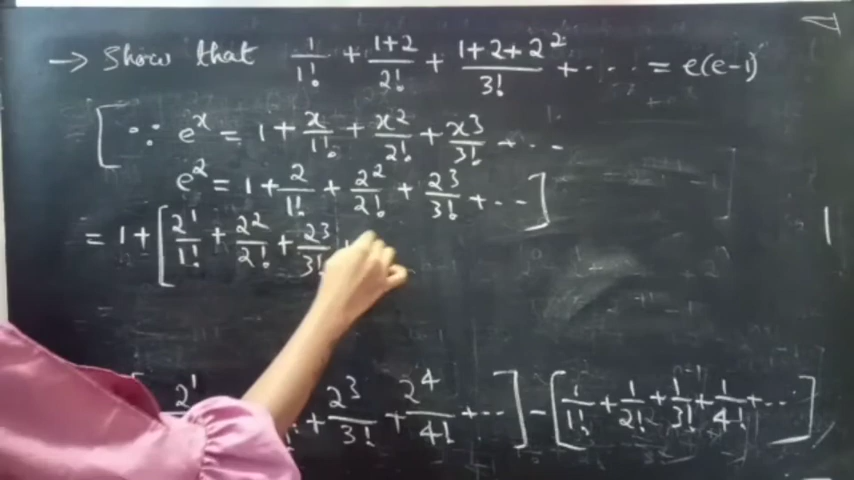 → Show that 1/1! + (1+2)/2! + (1+2+2²)/3! + ... = e(e-1)
[∵ e^x = 1 + x/1! + x²/2! + x³/3! + ...
e² = 1 + 2/1! + 2²/2! + 2³/3! + ...]
= 1 + [2¹/1! + 2²/2! + 2³/3! +
2¹ + 2³/3! + 2⁴/4! + ...] - [1/1! + 1/2! + 1/3! + 1/4! + ...]